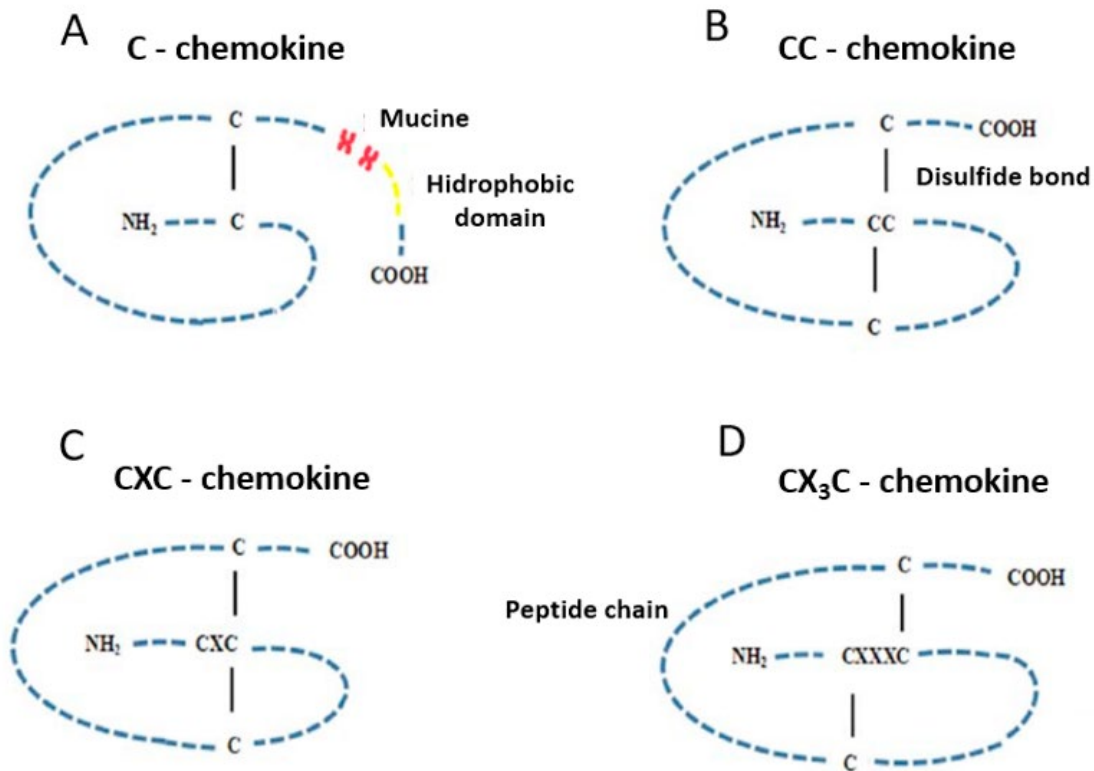 A
C - chemokine
C
Mucine
NH₂
C
Hidrophobic
domain
COOH
B
CC - chemokine
C
COOH
Disulfide bond
NH₂
CC
C
C
CXC - chemokine
C
COOH
NH₂
CXC
C
D
CX₃C - chemokine
C
COOH
Peptide chain
NH₂
CXXXC
C